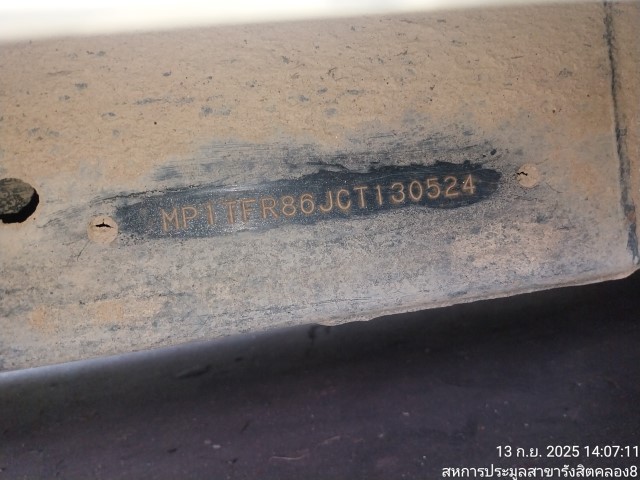 MP1TFR86JCT130524
13 ก.ย. 2025 14:07:11
สหการประมูลสาขารังสิตคลอง8